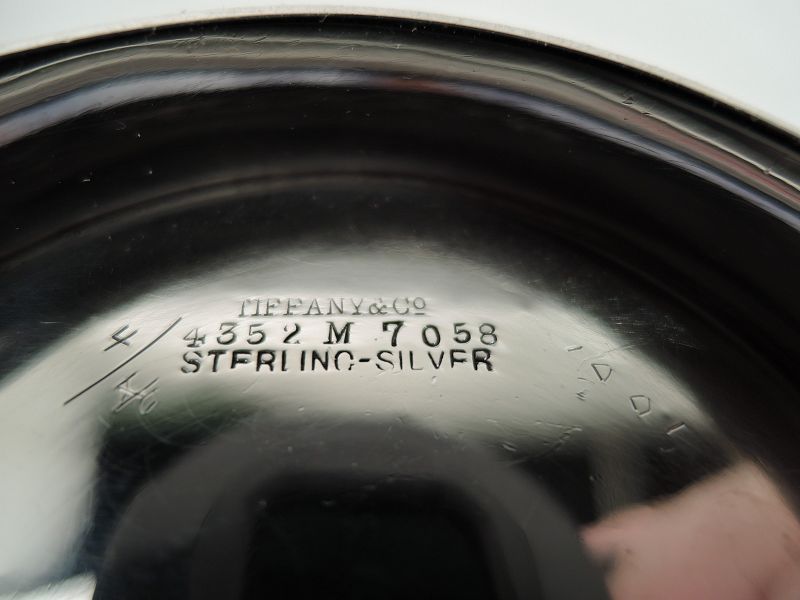 TIFFANY & Cº
4352 M 7058
STERLING-SILVER